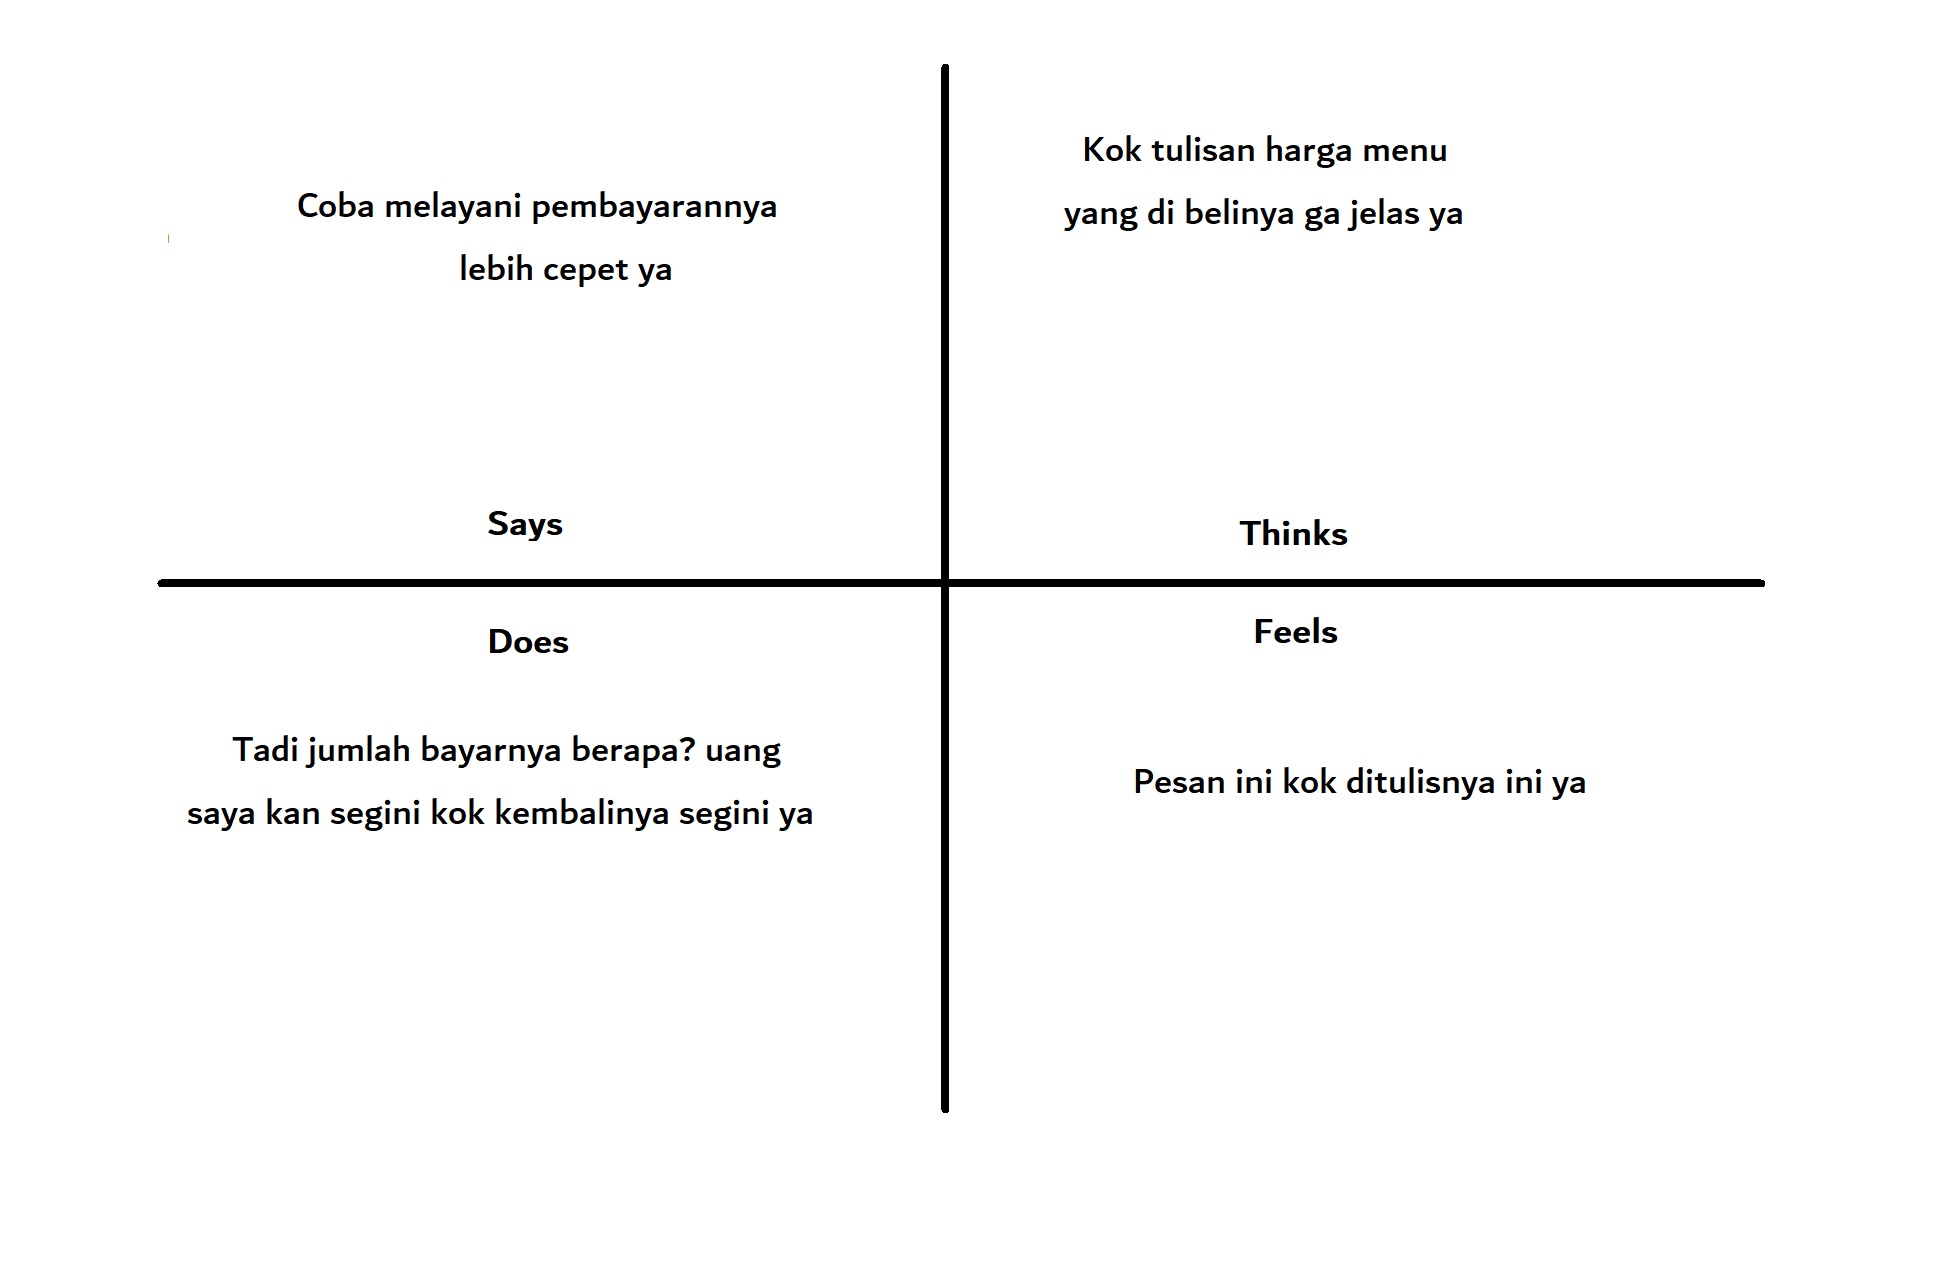 Coba melayani pembayarannya
lebih cepet ya
Says
Kok tulisan harga menu
yang di belinya ga jelas ya
Thinks
Does
Tadi jumlah bayarnya berapa? uang
saya kan segini kok kembalinya segini ya
Feels
Pesan ini kok ditulisnya ini ya